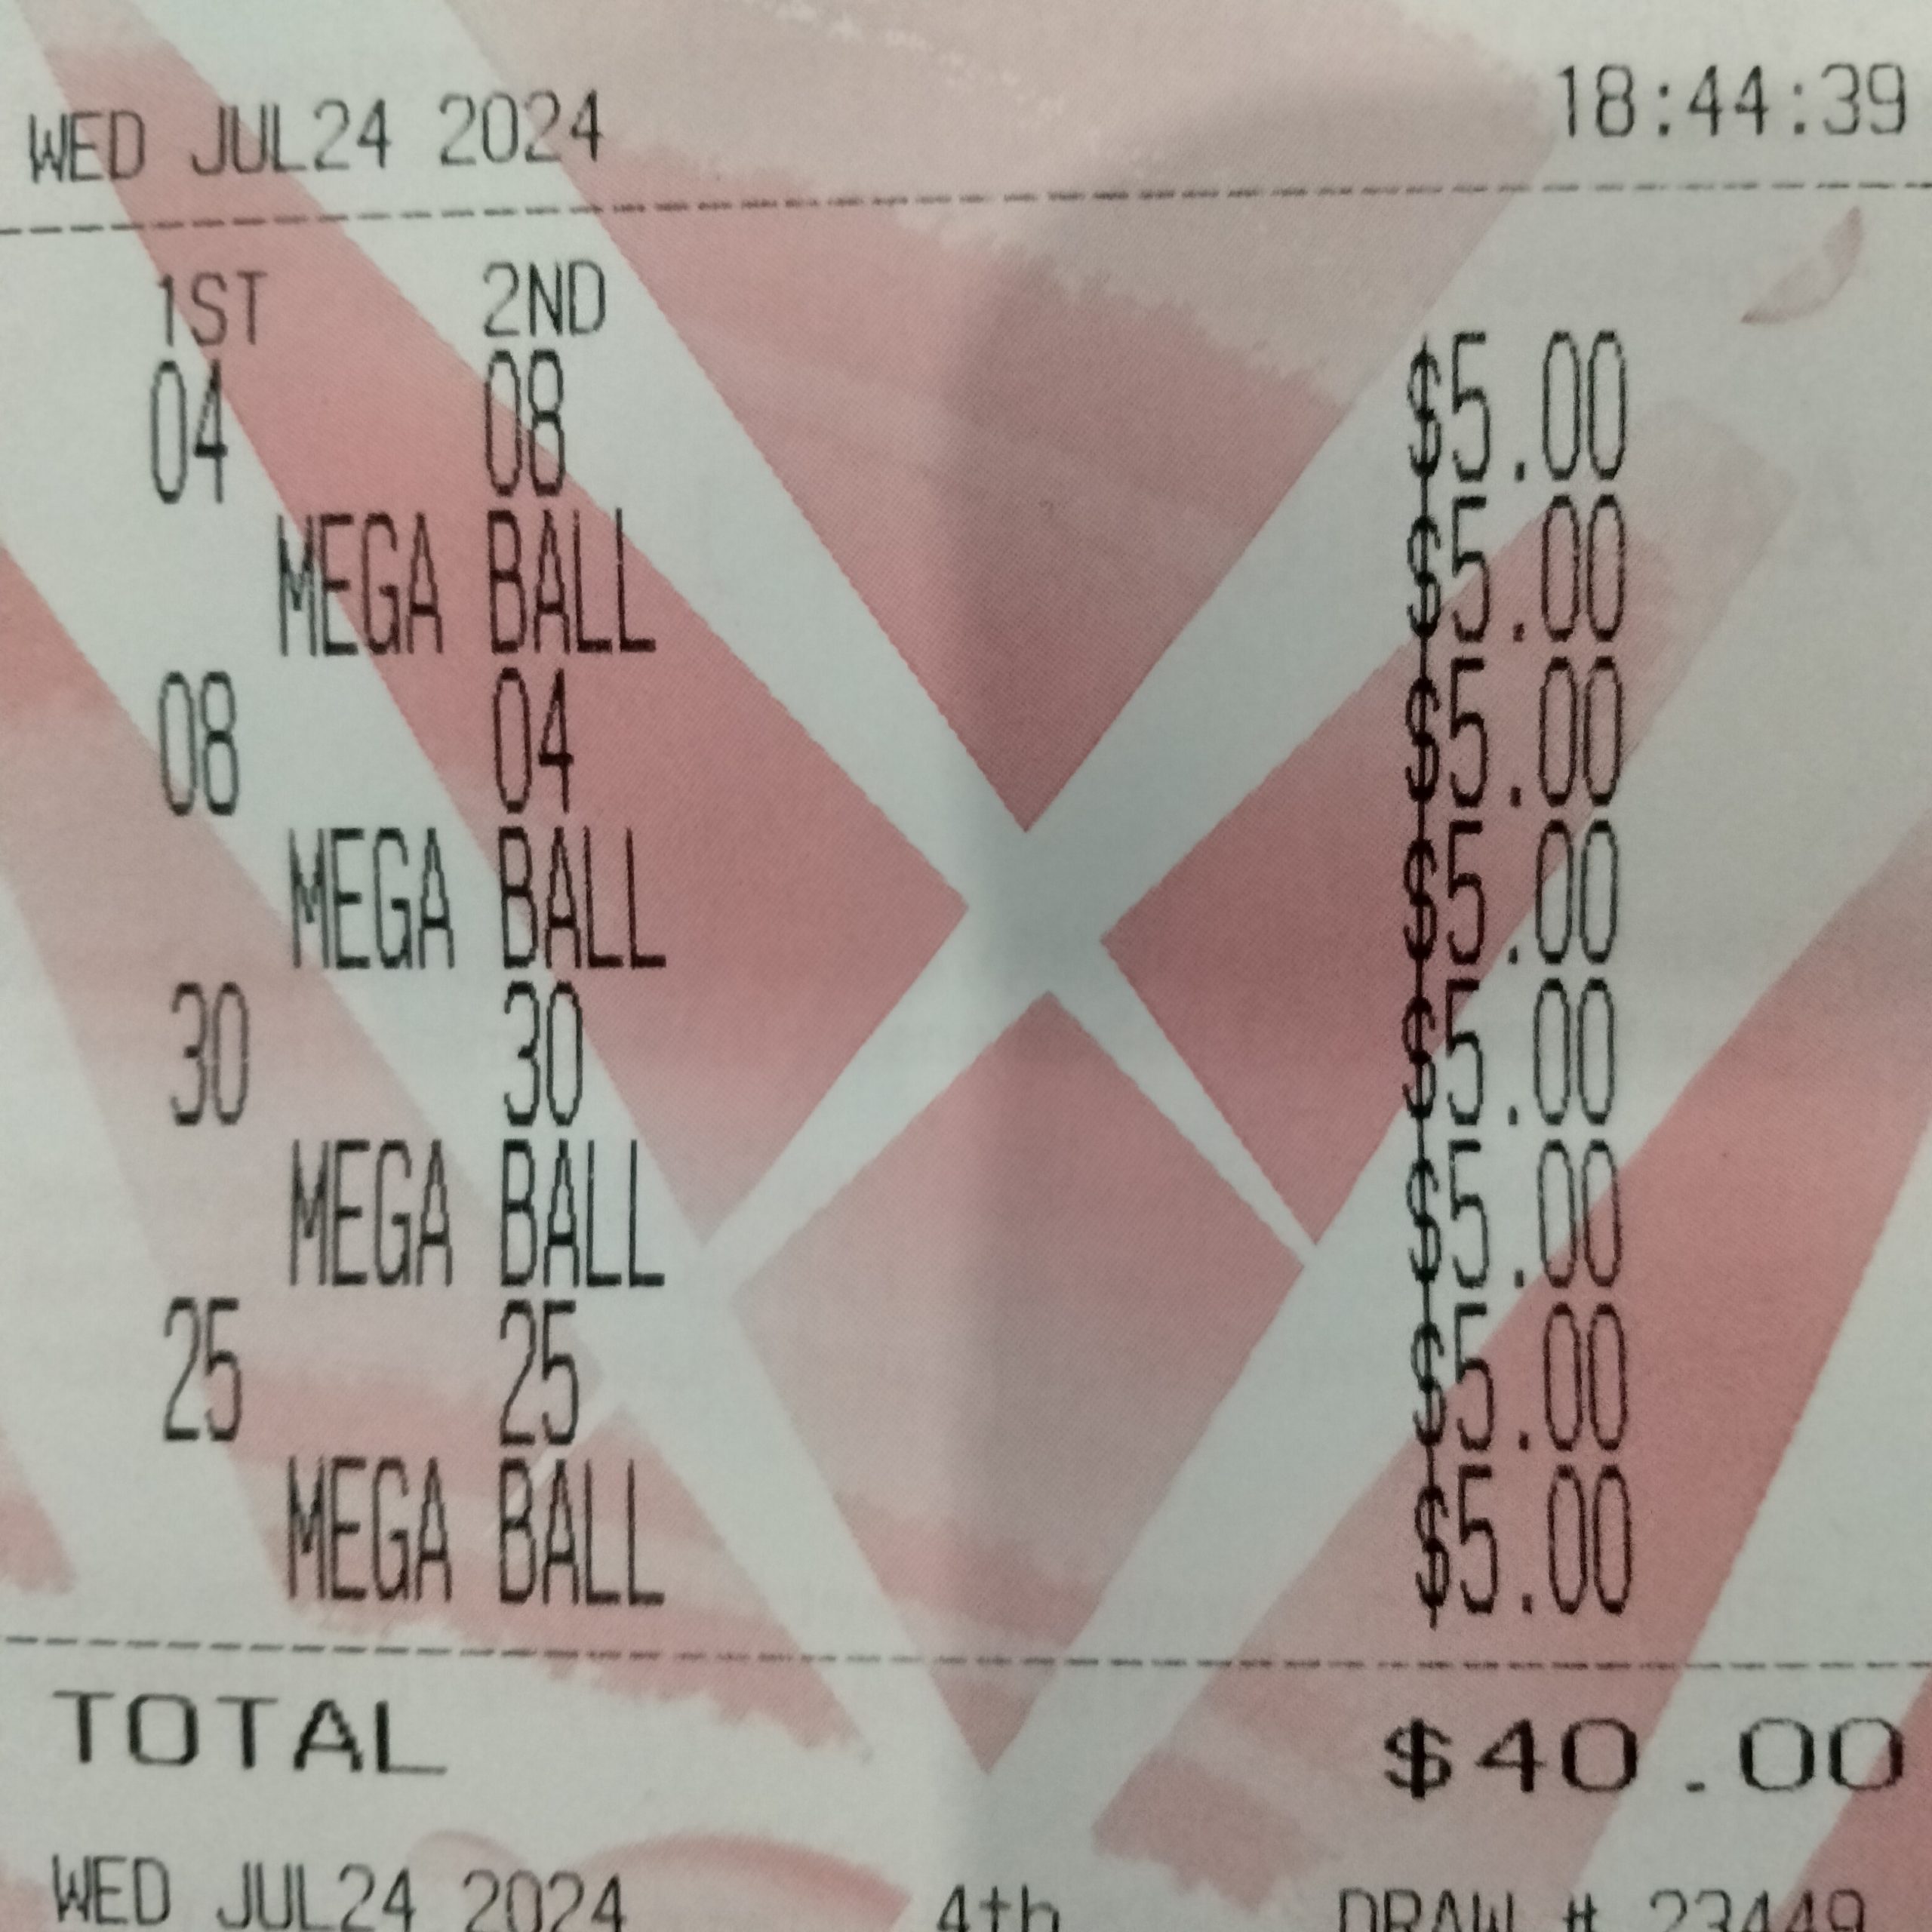 WED JUL24 2024 18:44:39
1ST 2ND
04 08 $5.00
MEGA BALL $5.00
08 04 $5.00
MEGA BALL $5.00
30 30 $5.00
MEGA BALL $5.00
25 25 $5.00
MEGA BALL $5.00
TOTAL $40.00
WED JUL24 2024 4th DRAW # 23449